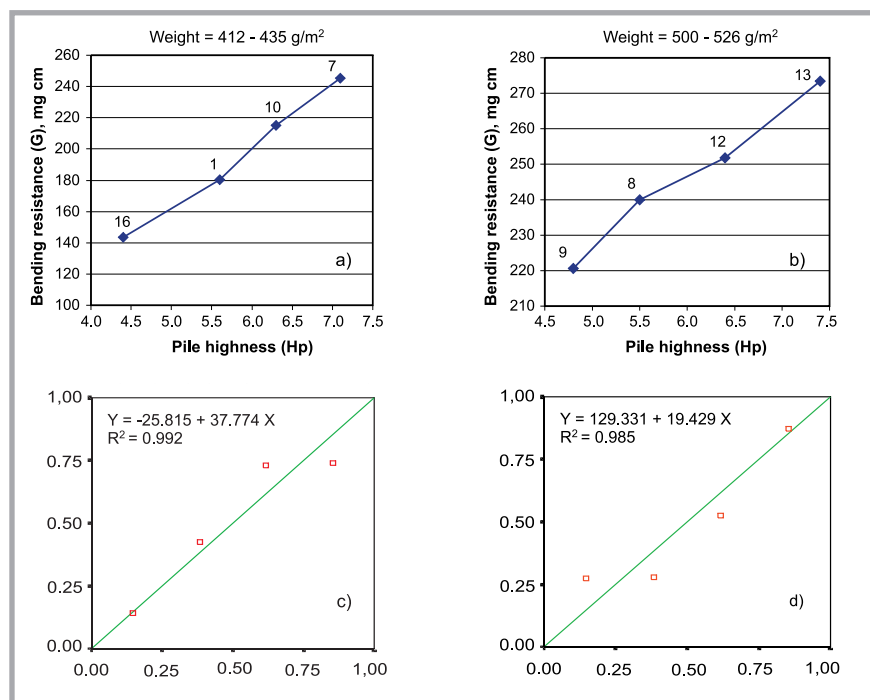 Weight = 412 - 435 g/m²
260
240
220
200
180
160
140
120
100
Bending resistance (G), mg cm
7
10
1
16
a)
4.0 4.5 5.0 5.5 6.0 6.5 7.0 7.5
Pile highness (Hp)
Weight = 500 - 526 g/m²
280
270
260
250
240
230
220
210
Bending resistance (G), mg cm
13
12
8
9
b)
4.5 5.0 5.5 6.0 6.5 7.0 7.5
Pile highness (Hp)
1,00
Y = -25.815 + 37.774 X
R² = 0.992
0.75
0.50
0.25
c)
0.00
0.00 0.25 0.50 0.75 1,00
1,00
Y = 129.331 + 19.429 X
R² = 0.985
0.75
0.50
0.25
d)
0.00
0.00 0.25 0.50 0.75 1,00